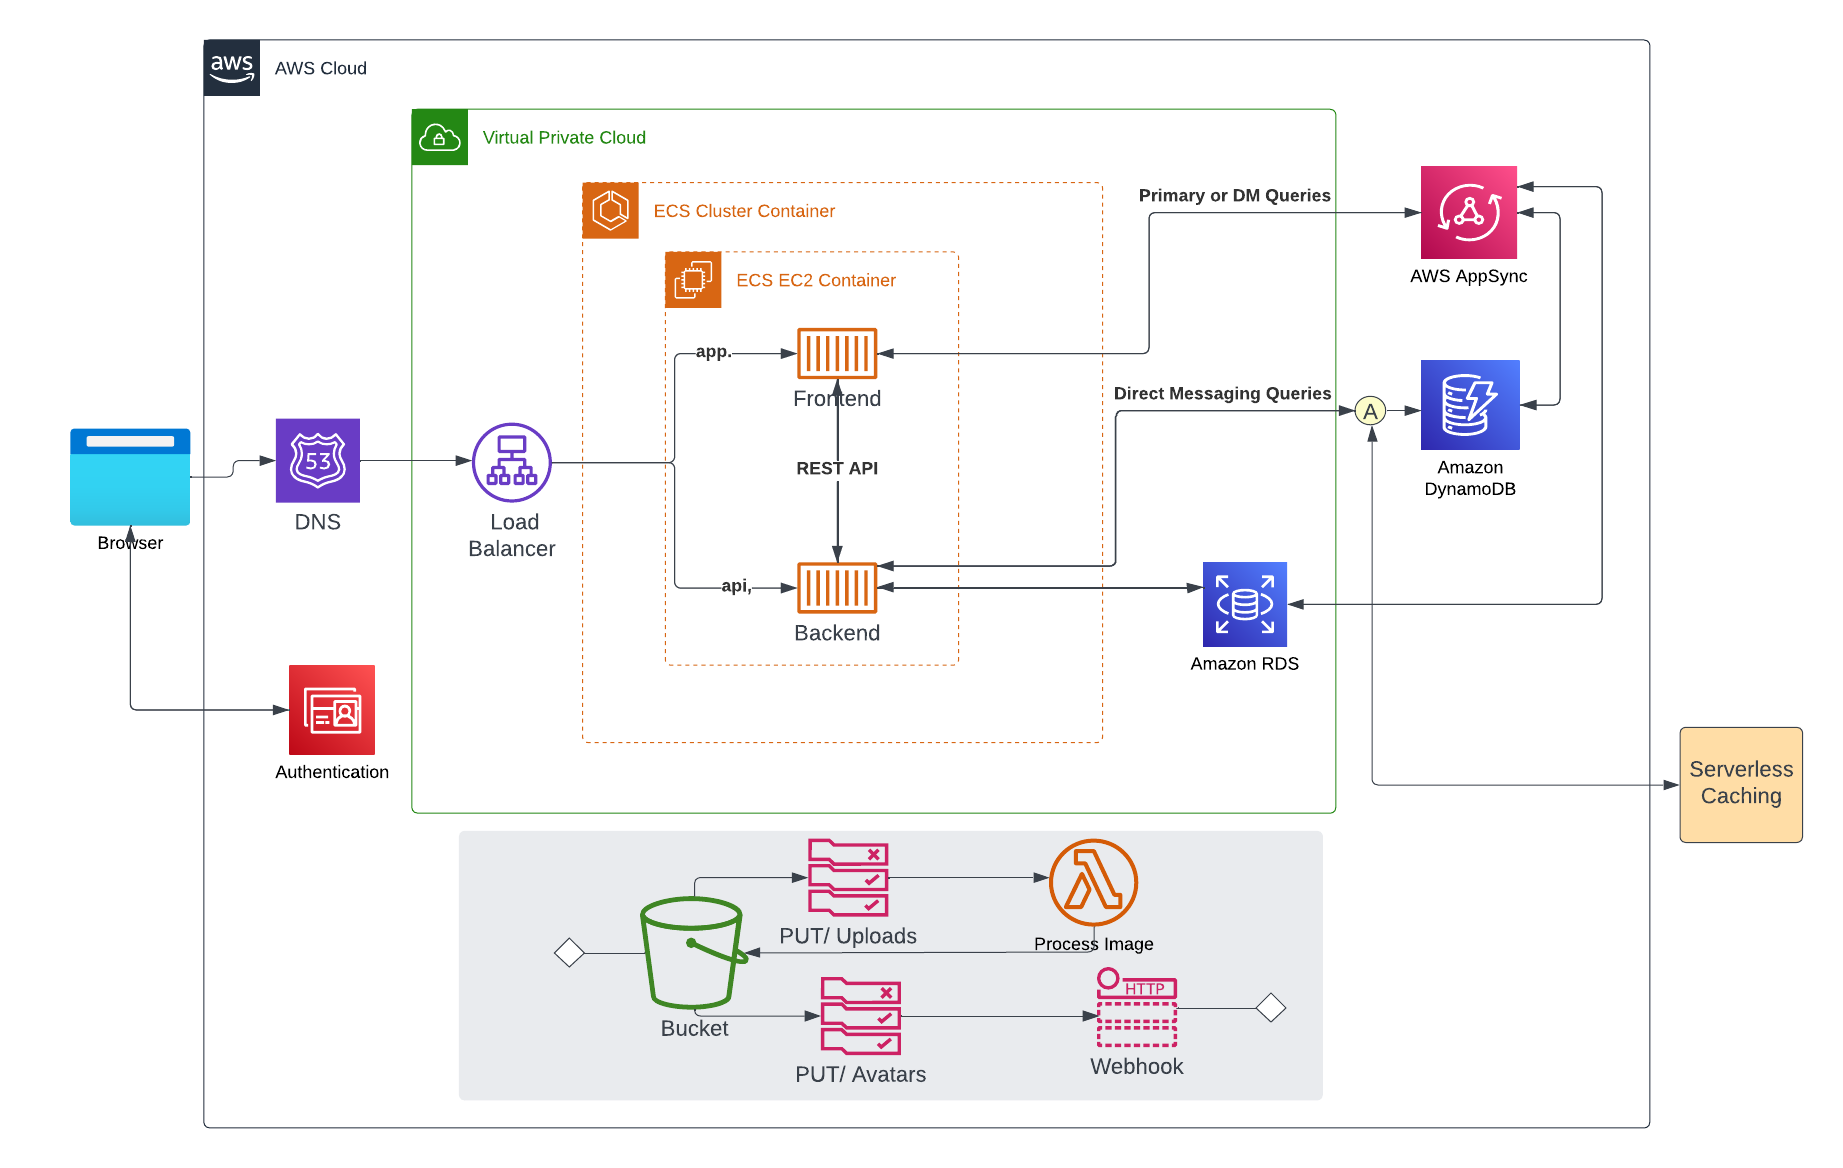 aws
AWS Cloud
Virtual Private Cloud
ECS Cluster Container
Primary or DM Queries
ECS EC2 Container
AWS AppSync
app.
Frontend
Direct Messaging Queries
A
53
REST API
Amazon
DynamoDB
DNS
Load
Balancer
Browser
api,
Backend
Amazon RDS
Authentication
Serverless
Caching
PUT/ Uploads
Process Image
HTTP
Bucket
Webhook
PUT/ Avatars